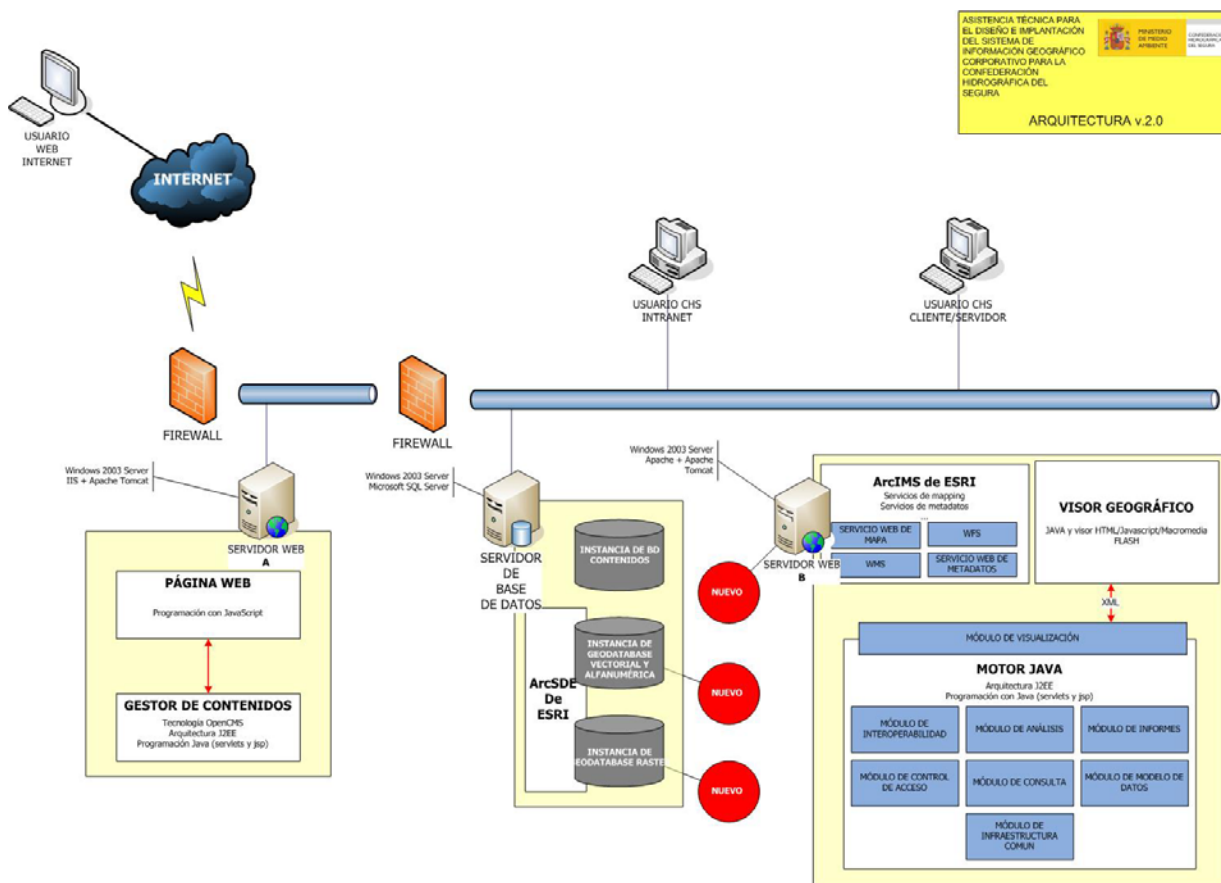 ASISTENCIA TÉCNICA PARA
EL DISEÑO E IMPLANTACIÓN
DEL SISTEMA DE
INFORMACIÓN GEOGRÁFICO
CORPORATIVO PARA LA
CONFEDERACIÓN
HIDROGRÁFICA DEL
SEGURA
MINISTERIO
DE MEDIO
AMBIENTE
CONFEDERACIÓN
HIDROGRÁFICA
DEL SEGURA
ARQUITECTURA v.2.0
USUARIO
WEB
INTERNET
INTERNET
USUARIO CHS
INTRANET
USUARIO CHS
CLIENTE/SERVIDOR
FIREWALL
FIREWALL
Windows 2003 Server
IIS + Apache Tomcat
SERVIDOR WEB
A
PÁGINA WEB
Programación con JavaScript
GESTOR DE CONTENIDOS
Tecnología OpenCMS
Arquitectura J2EE
Programación Java (servlets y jsp)
Windows 2003 Server
Microsoft SQL Server
SERVIDOR
DE
BASE
DE DATOS
INSTANCIA DE BD
CONTENIDOS
ArcSDE
De
ESRI
INSTANCIA DE
GEODATABASE
VECTORIAL Y
ALFANUMÉRICA
INSTANCIA DE
GEODATABASE RASTER
NUEVO
NUEVO
NUEVO
Windows 2003 Server
Apache + Apache
Tomcat
SERVIDOR WEB
B
ArcIMS de ESRI
Servicios de mapping
Servicios de metadatos
...
SERVICIO WEB DE
MAPA
WFS
WMS
SERVICIO WEB DE
METADATOS
VISOR GEOGRÁFICO
JAVA y visor HTML/Javascript/Macromedia
FLASH
XML
MÓDULO DE VISUALIZACIÓN
MOTOR JAVA
Arquitectura J2EE
Programación con Java (servlets y jsp)
MÓDULO DE
INTEROPERABILIDAD
MÓDULO DE ANÁLISIS
MÓDULO DE INFORMES
MÓDULO DE CONTROL
DE ACCESO
MÓDULO DE CONSULTA
MÓDULO DE MODELO DE
DATOS
MÓDULO DE
INFRAESTRUCTURA
COMUN